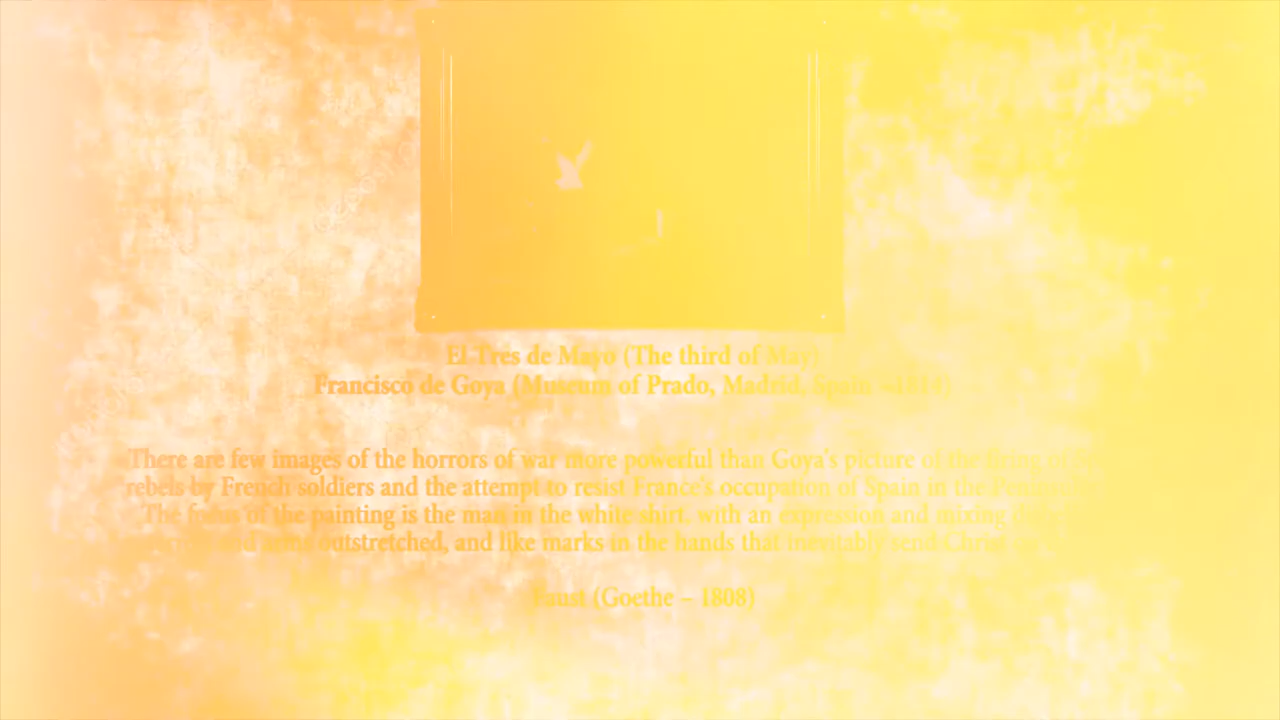 El Tres de Mayo (The third of May)
Francisco de Goya (Museum of Prado, Madrid, Spain –1814)
There are few images of the horrors of war more powerful than Goya's picture of the firing of
rebels by French soldiers and the attempt to resist France's occupation of Spain in the
The focus of the painting is the man in the white shirt, with an expression and mixing
and arms outstretched, and like marks in the hands that inevitably send Christ
Faust (Goethe – 1808)